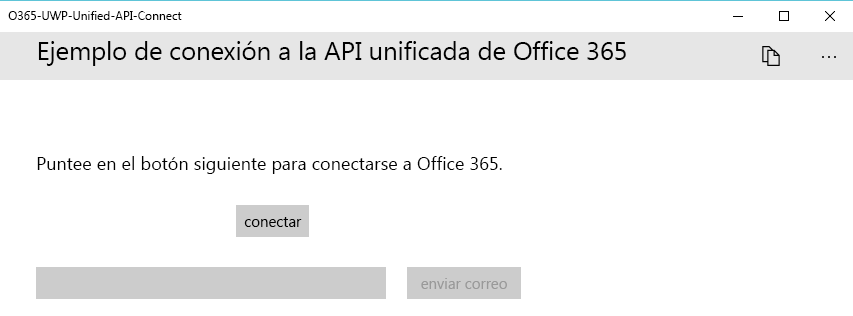 O365-UWP-Unified-API-Connect
Ejemplo de conexión a la API unificada de Office 365
Puntee en el botón siguiente para conectarse a Office 365.
conectar
enviar correo